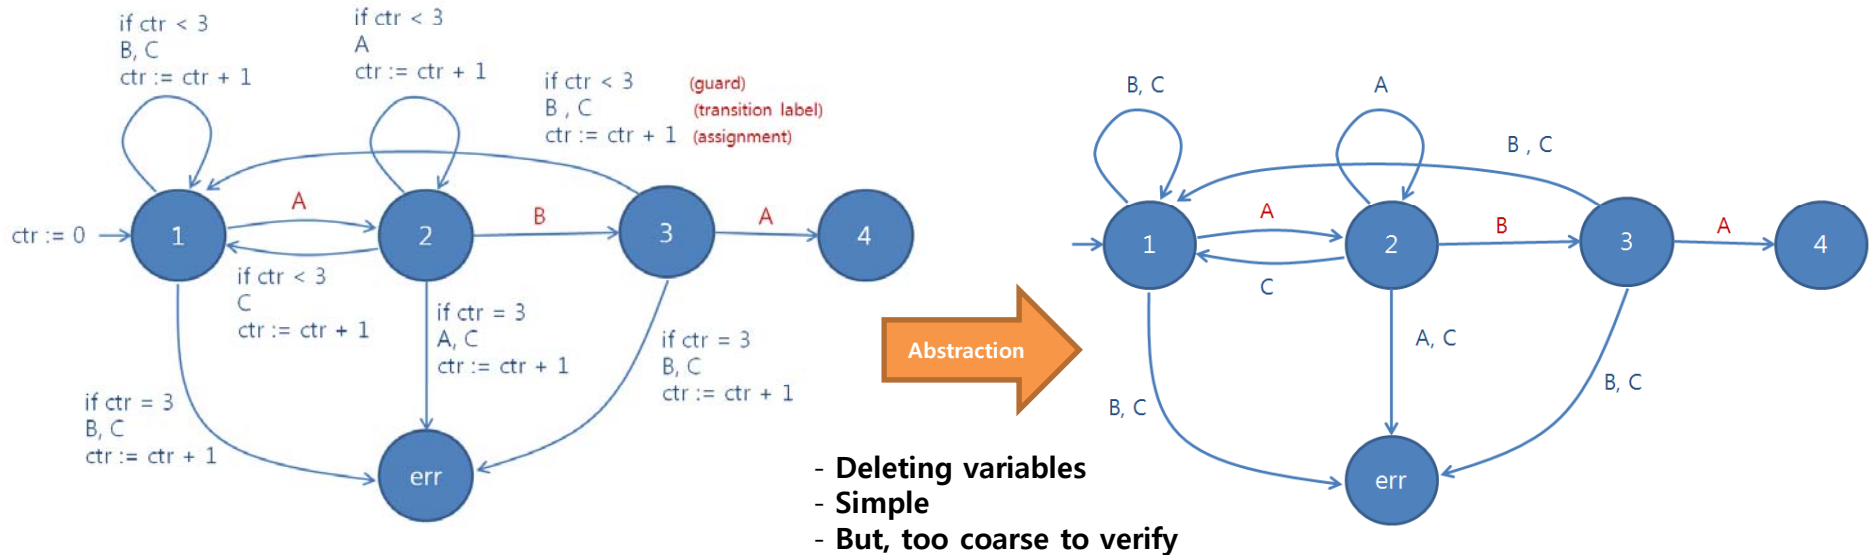 if ctr < 3
B, C
ctr := ctr + 1
if ctr < 3
A
ctr := ctr + 1
if ctr < 3 (guard)
B , C (transition label)
ctr := ctr + 1 (assignment)
ctr := 0
1
A
2
B
3
A
4
if ctr < 3
C
ctr := ctr + 1
if ctr = 3
A, C
ctr := ctr + 1
if ctr = 3
B, C
ctr := ctr + 1
if ctr = 3
B, C
ctr := ctr + 1
err
Abstraction
- Deleting variables
- Simple
- But, too coarse to verify
B, C
A
B , C
1
A
2
B
3
A
4
C
A, C
B, C
B, C
err